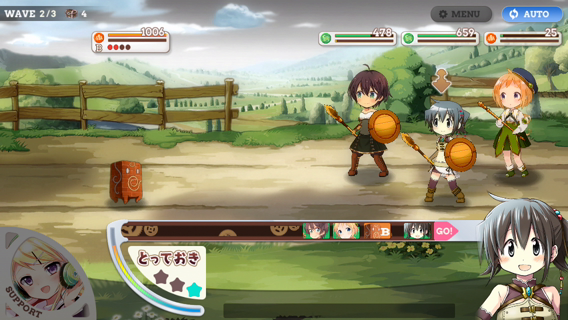 WAVE 2/3 4
MENU
AUTO
1006
B
478
659
25
B
GO!
とっておき
SUPPORT